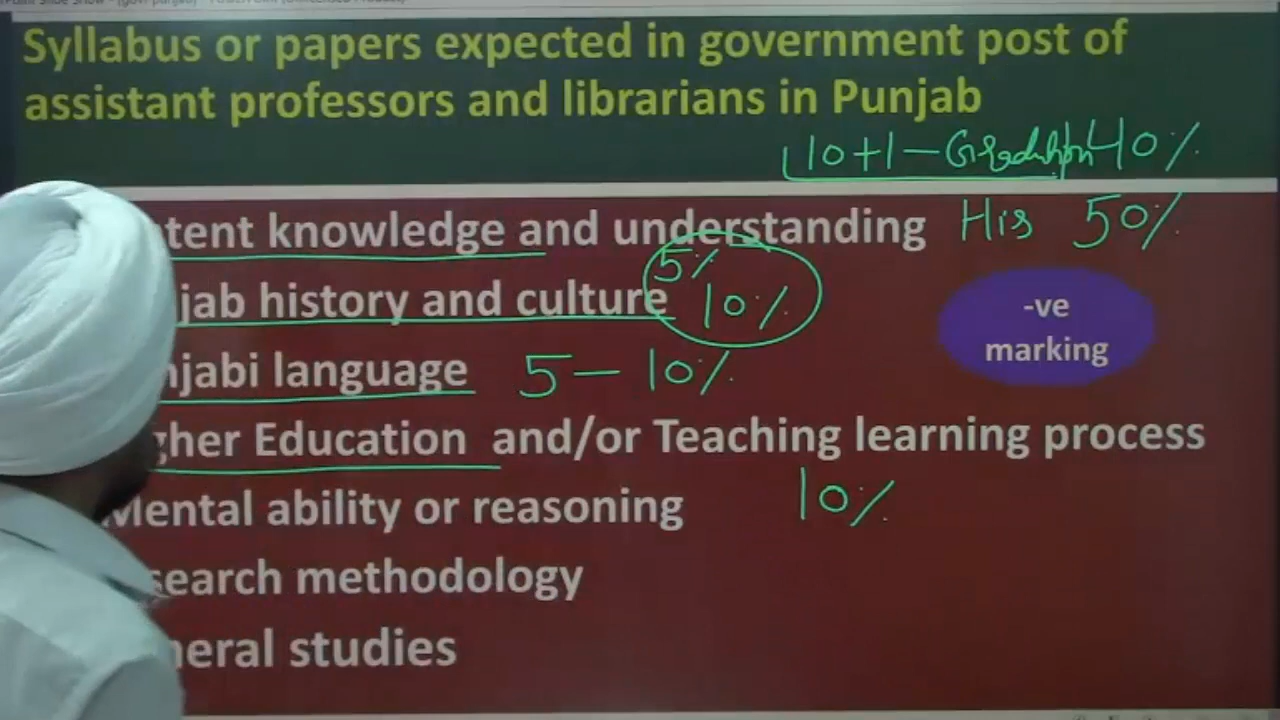 Syllabus or papers expected in government post of
assistant professors and librarians in Punjab
10+1 – Graduation 40%
tent knowledge and understanding His 50%
jab history and culture 5% 10%
-ve
marking
jabi language 5 – 10%
gher Education and/or Teaching learning process
10%
Mental ability or reasoning
search methodology
neral studies